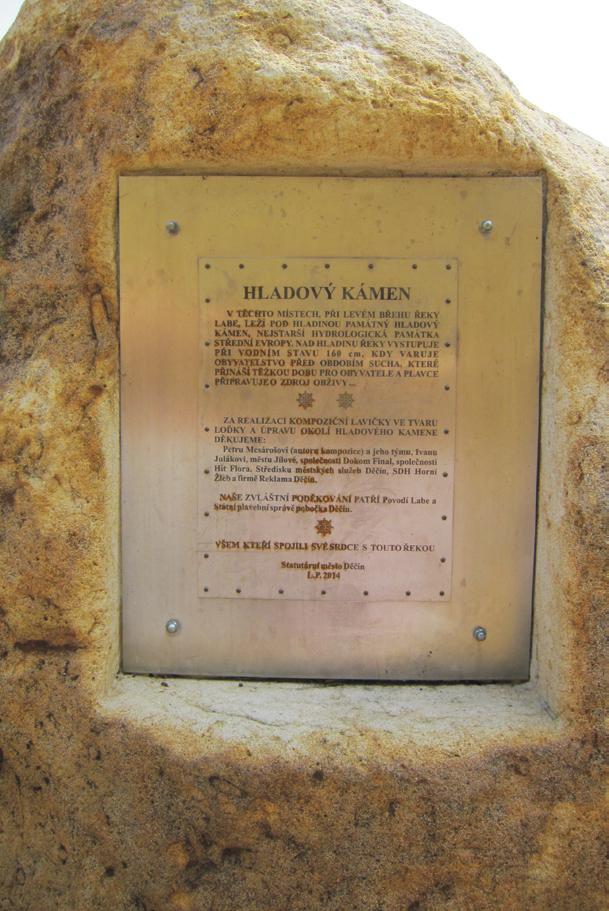 HLADOVÝ KÁMEN
V TĚCHTO MÍSTECH, PŘI LEVÉM BŘEHU ŘEKY
LABE, LEŽÍ POD HLADINOU PAMÁTNÝ HLADOVÝ
KÁMEN, NEJSTARŠÍ HYDROLOGICKÁ PAMÁTKA
STŘEDNÍ EVROPY. NAD HLADINU ŘEKY VYSTUPUJE
PŘI VODNÍM STAVU 160 cm, KDY VARUJE
OBYVATELSTVO PŘED OBDOBÍM SUCHA, KTERÉ
PŘINÁŠÍ TĚŽKOU DOBU PRO OBYVATELE A PLAVCE
PŘIPRAVUJE O ZDROJ OBŽIVY...
ZA REALIZACI KOMPOZIČNÍ LAVIČKY VE TVARU
LOĎKY A ÚPRAVU OKOLÍ HLADOVÉHO KAMENE
DĚKUJEME:
Petru Mesárošovi (autoru kompozice) a jeho týmu, Ivanu
Jolákovi, městu Jílové, společnosti Dokom Final, společnosti
Hit Flora, Středisku městských služeb Děčín, SDH Horní
Žleb a firmě Reklama Děčín.
NAŠE ZVLÁŠTNÍ PODĚKOVÁNÍ PATŘÍ Povodí Labe a
Státní plavební správě pobočka Děčín.
VŠEM KTEŘÍ SPOJILI SVÉ SRDCE S TOUTO ŘEKOU
Statutární město Děčín
L.P. 2014